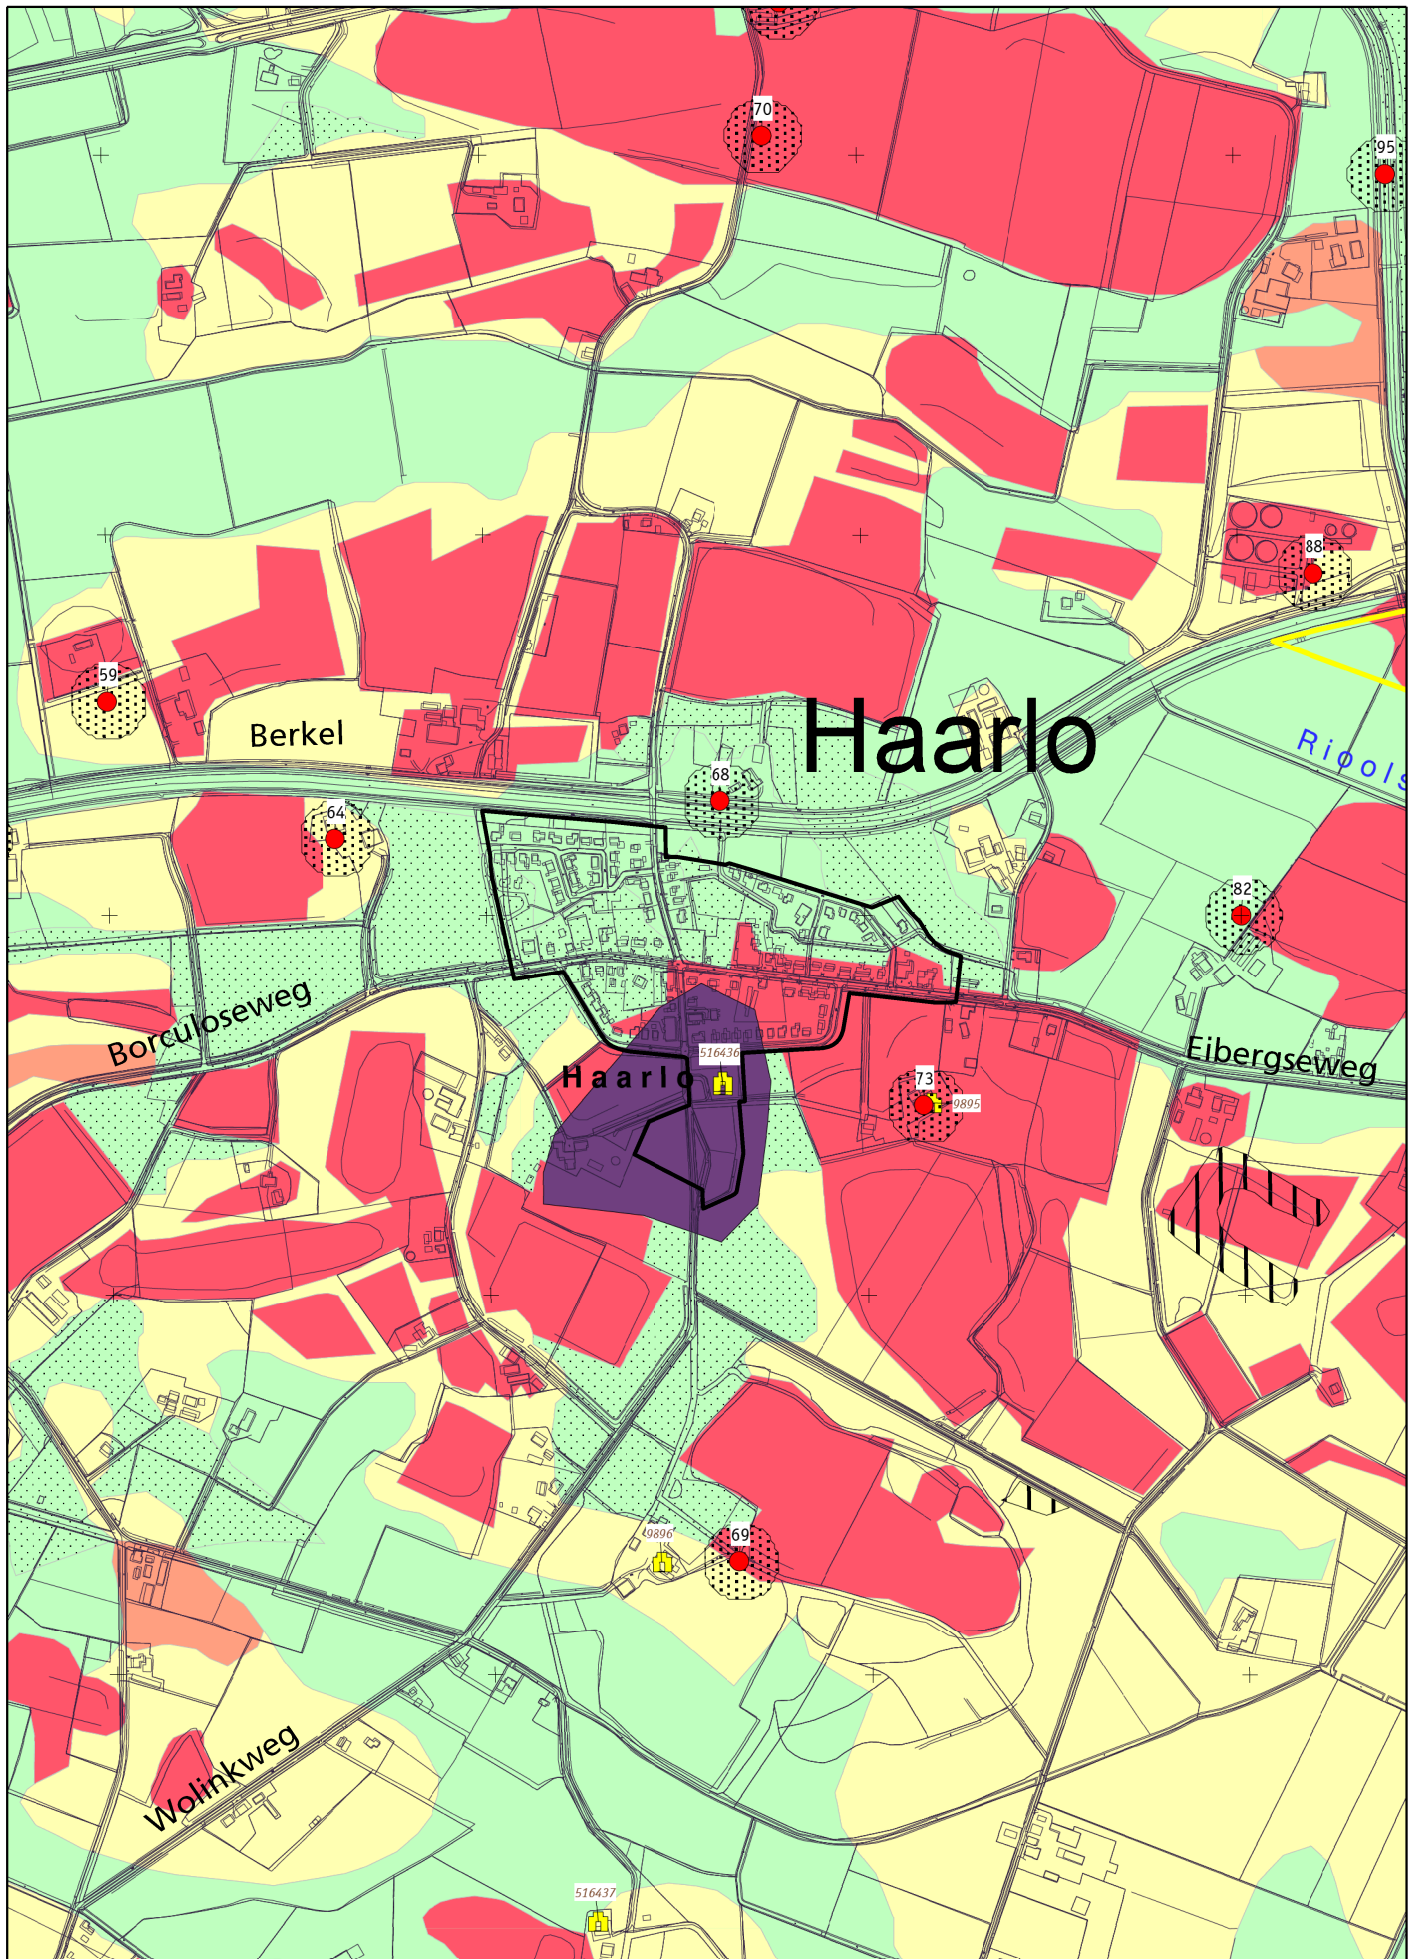 70
95
88
59
Haarlo
Berkel
Riools
68
64
82
Borculoseweg
Eibergseweg
516436
Haarlo
73
9895
69
9896
Wolinkweg
516437